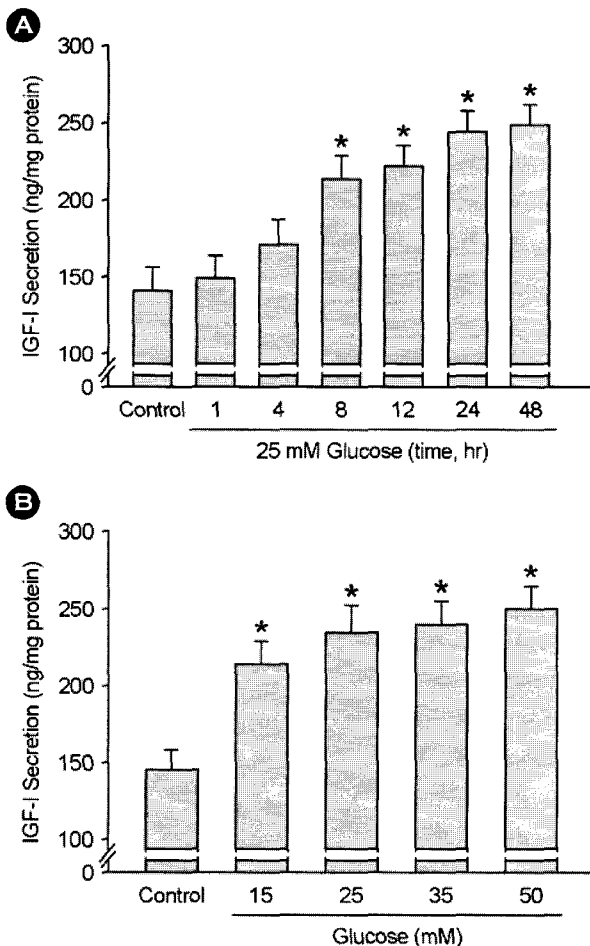 A
300
250
200
150
100
0
IGF-I Secretion (ng/mg protein)
* * * *
Control 1 4 8 12 24 48
25 mM Glucose (time, hr)
B
300
250
200
150
100
0
IGF-I Secretion (ng/mg protein)
* * * *
Control 15 25 35 50
Glucose (mM)